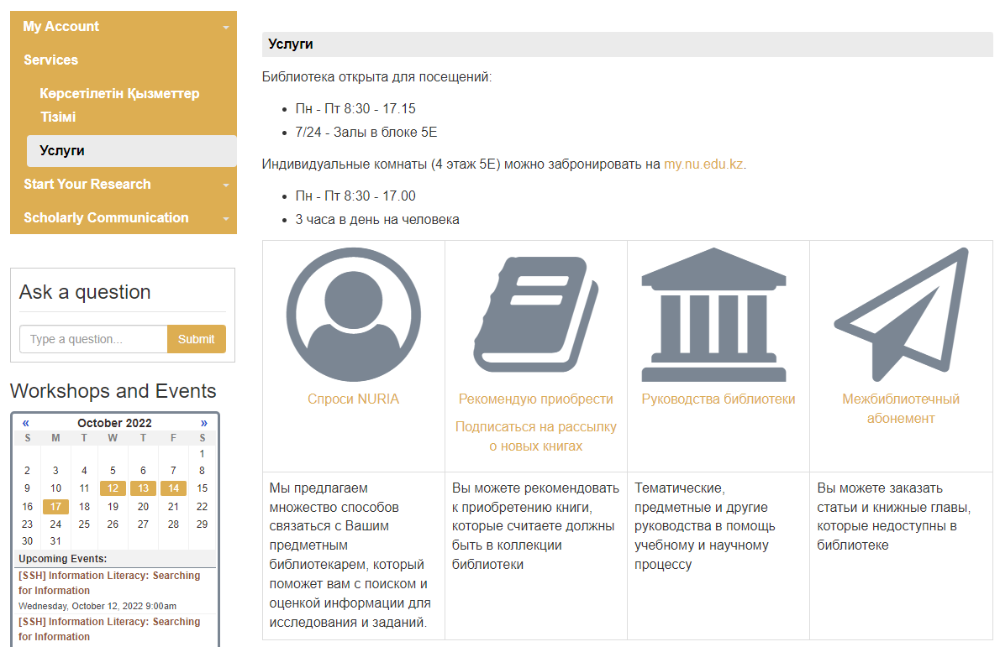 My Account
Services
Көрсетілетін Қызметтер
Тізімі
Услуги
Start Your Research
Scholarly Communication
Ask a question
Type a question...
Submit
Workshops and Events
« October 2022 »
S M T W T F S
1
2 3 4 5 6 7 8
9 10 11 12 13 14 15
16 17 18 19 20 21 22
23 24 25 26 27 28 29
30 31
Upcoming Events:
[SSH] Information Literacy: Searching
for Information
Wednesday, October 12, 2022 9:00am
[SSH] Information Literacy: Searching
for Information
Услуги
Библиотека открыта для посещений:
Пн - Пт 8:30 - 17.15
7/24 - Залы в блоке 5Е
Индивидуальные комнаты (4 этаж 5Е) можно забронировать на my.nu.edu.kz.
Пн - Пт 8:30 - 17.00
3 часа в день на человека
Спроси NURIA
Рекомендую приобрести
Подписаться на рассылку
о новых книгах
Руководства библиотеки
Межбиблиотечный
абонемент
Мы предлагаем
множество способов
связаться с Вашим
предметным
библиотекарем, который
поможет вам с поиском и
оценкой информации для
исследования и заданий.
Вы можете рекомендовать
к приобретению книги,
которые считаете должны
быть в коллекции
библиотеки
Тематические,
предметные и другие
руководства в помощь
учебному и научному
процессу
Вы можете заказать
статьи и книжные главы,
которые недоступны в
библиотеке